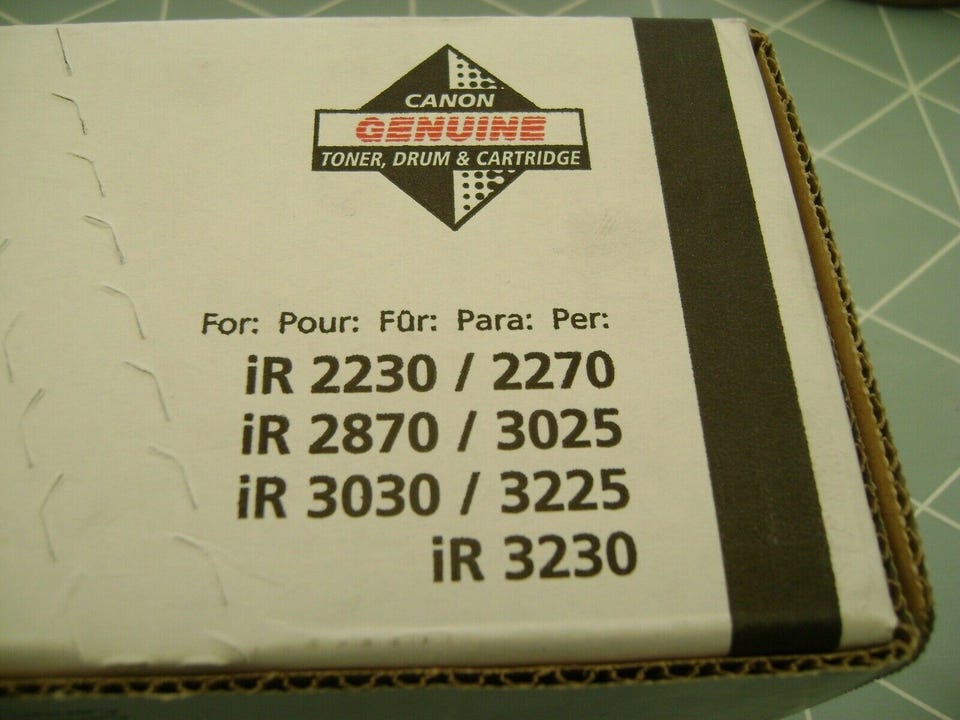 CANON
GENUINE
TONER, DRUM & CARTRIDGE
For: Pour: Für: Para: Per:
iR 2230 / 2270
iR 2870 / 3025
iR 3030 / 3225
iR 3230